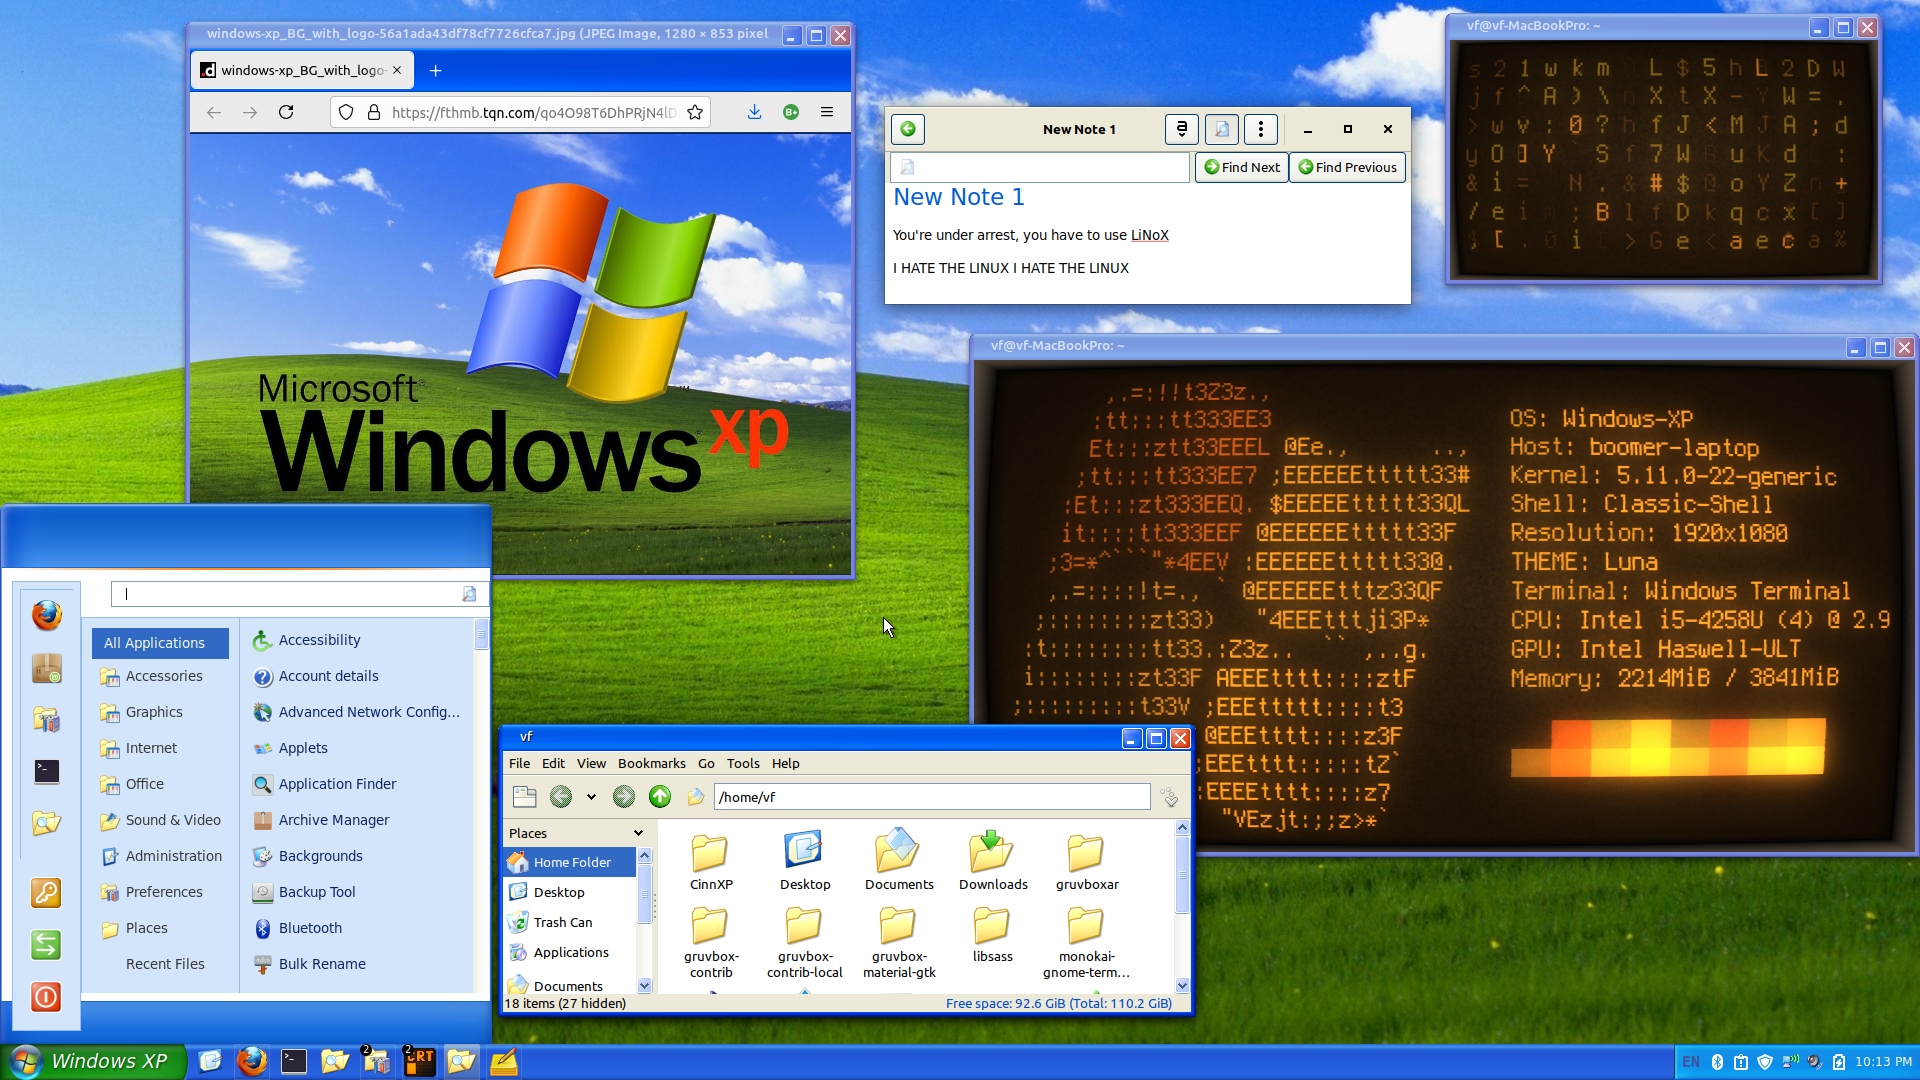 windows-xp_BG_with_logo-56a1ada43df78cf7726cfca7.jpg (JPEG Image, 1280 × 853 pixel
windows-xp_BG_with_logo-
https://fthmb.tqn.com/qo4O98T6DhPRjN4lD
Microsoft
Windows xp
New Note 1
Find Next
Find Previous
New Note 1
You're under arrest, you have to use LiNoX
I HATE THE LINUX I HATE THE LINUX
vf@vf-MacBookPro: ~
vf@vf-MacBookPro: ~
OS: Windows-XP
Host: boomer-laptop
Kernel: 5.11.0-22-generic
Shell: Classic-Shell
Resolution: 1920x1080
THEME: Luna
Terminal: Windows Terminal
CPU: Intel i5-4258U (4) @ 2.9
GPU: Intel Haswell-ULT
Memory: 2214MiB / 3841MiB
All Applications
Accessories
Graphics
Internet
Office
Sound & Video
Administration
Preferences
Places
Recent Files
Accessibility
Account details
Advanced Network Config...
Applets
Application Finder
Archive Manager
Backgrounds
Backup Tool
Bluetooth
Bulk Rename
vf
File Edit View Bookmarks Go Tools Help
/home/vf
Places
Home Folder
Desktop
Trash Can
Applications
Documents
CinnXP
Desktop
Documents
Downloads
gruvboxar
gruvbox-
contrib
gruvbox-
contrib-local
gruvbox-
material-gtk
libsass
monokai-
gnome-term...
18 items (27 hidden)
Free space: 92.6 GiB (Total: 110.2 GiB)
Windows XP
2
2
CRT
EN
10:13 PM